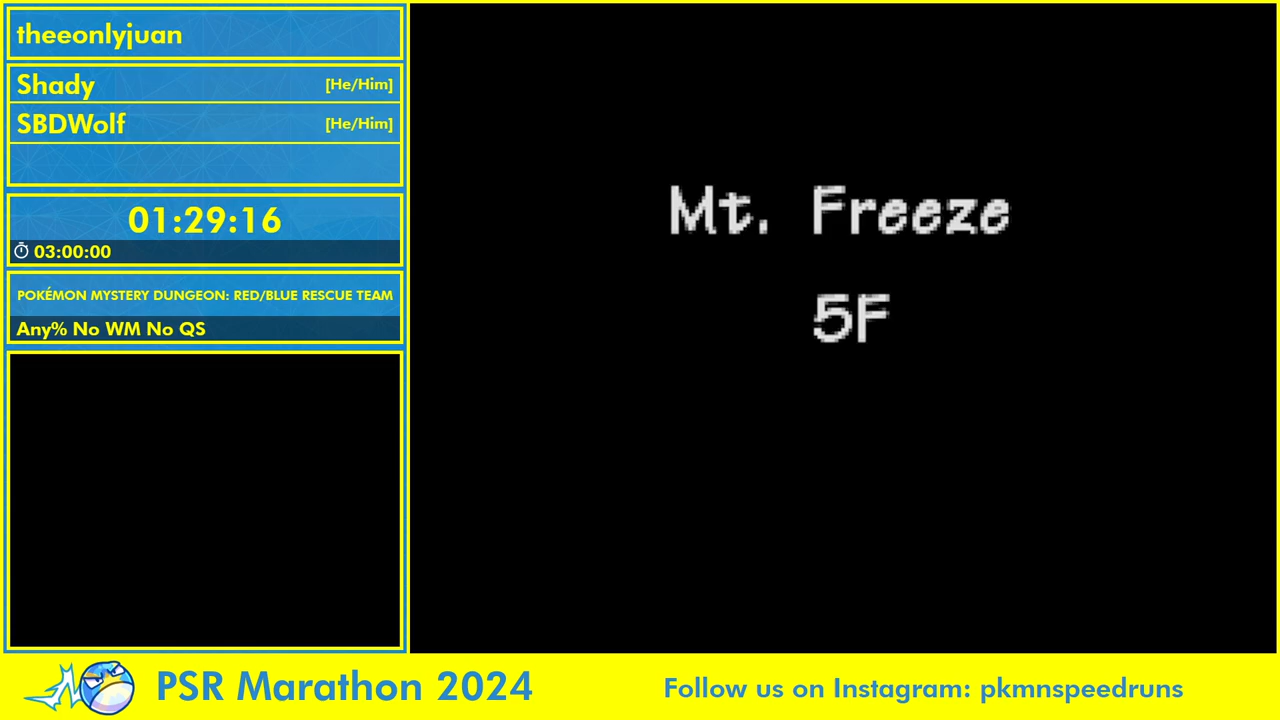 theeonlyjuan
Shady [He/Him]
SBDWolf [He/Him]
01:29:16
03:00:00
POKÉMON MYSTERY DUNGEON: RED/BLUE RESCUE TEAM
Any% No WM No QS
Mt. Freeze
5F
PSR Marathon 2024
Follow us on Instagram: pkmnspeedruns